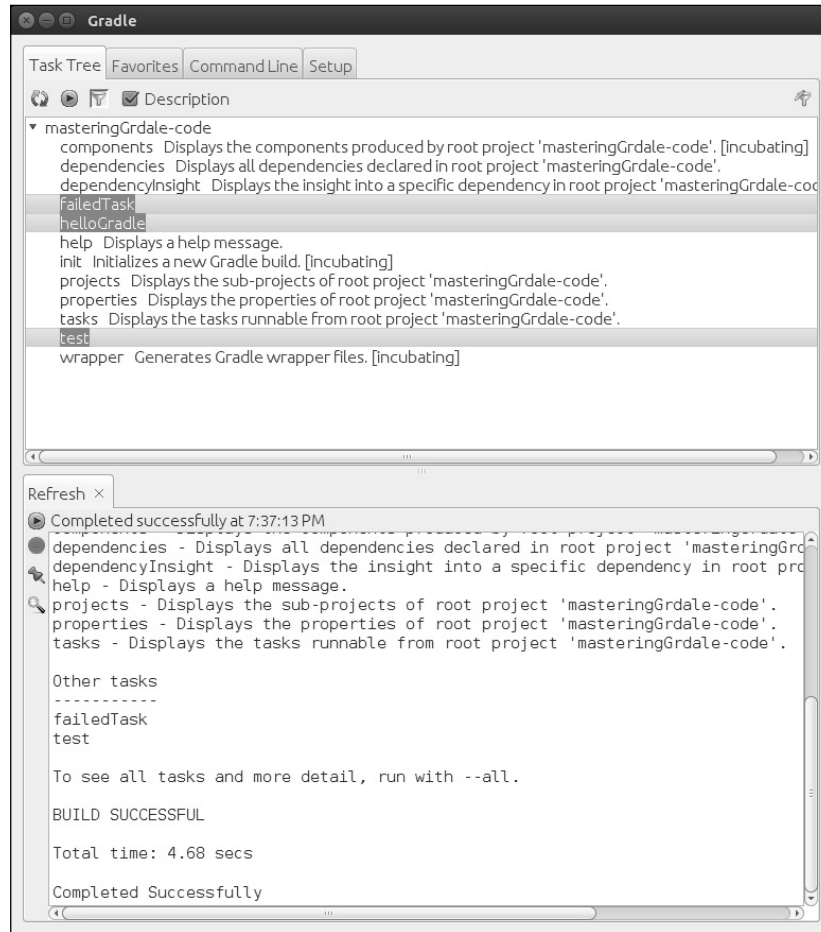 Gradle
Task Tree Favorites Command Line Setup
Description
masteringGrdale-code
components Displays the components produced by root project 'masteringGrdale-code'. [incubating]
dependencies Displays all dependencies declared in root project 'masteringGrdale-code'.
dependencyInsight Displays the insight into a specific dependency in root project 'masteringGrdale-cod
failedTask
helloGradle
help Displays a help message.
init Initializes a new Gradle build. [incubating]
projects Displays the sub-projects of root project 'masteringGrdale-code'.
properties Displays the properties of root project 'masteringGrdale-code'.
tasks Displays the tasks runnable from root project 'masteringGrdale-code'.
test
wrapper Generates Gradle wrapper files. [incubating]
Refresh
Completed successfully at 7:37:13 PM
dependencies - Displays all dependencies declared in root project 'masteringGrd
dependencyInsight - Displays the insight into a specific dependency in root pro
help - Displays a help message.
projects - Displays the sub-projects of root project 'masteringGrdale-code'.
properties - Displays the properties of root project 'masteringGrdale-code'.
tasks - Displays the tasks runnable from root project 'masteringGrdale-code'.
Other tasks
-----------
failedTask
test
To see all tasks and more detail, run with --all.
BUILD SUCCESSFUL
Total time: 4.68 secs
Completed Successfully